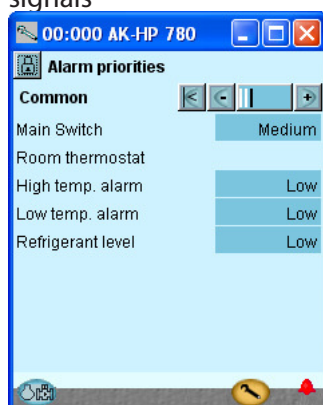 signals
00:000 AK-HP 780
Alarm priorities
Common
Main Switch Medium
Room thermostat
High temp. alarm Low
Low temp. alarm Low
Refrigerant level Low